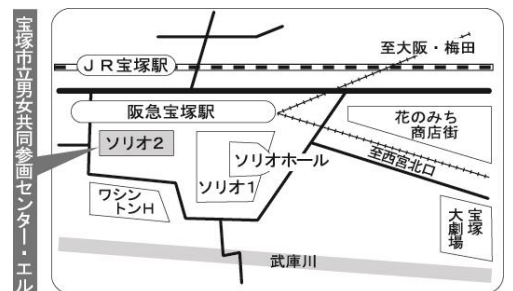 宝塚市立男女共同参画センター・エル
至大阪・梅田
JR宝塚駅
阪急宝塚駅
花のみち
商店街
ソリオ2
ソリオホール
至西宮北口
ソリオ1
ワシン
トンH
宝塚
大劇場
武庫川